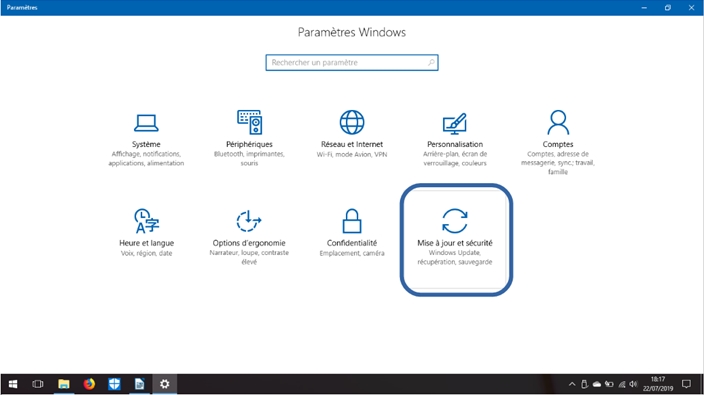 Paramètres
Paramètres Windows
Rechercher un paramètre
Système
Affichage, notifications,
applications, alimentation
Périphériques
Bluetooth, imprimantes,
souris
Réseau et Internet
Wi-Fi, mode Avion, VPN
Personnalisation
Arrière-plan, écran de
verrouillage, couleurs
Comptes
Comptes, adresse de
messagerie, sync., travail,
famille
Heure et langue
Voix, région, date
Options d'ergonomie
Narrateur, loupe, contraste
élevé
Confidentialité
Emplacement, caméra
Mise à jour et sécurité
Windows Update,
récupération, sauvegarde
18:17
22/07/2019